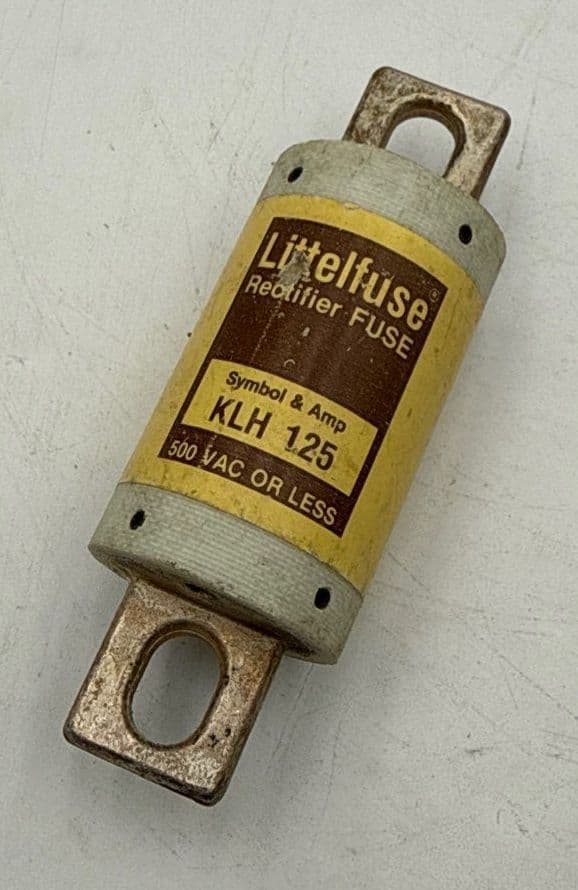 Littelfuse®
Rectifier FUSE
Symbol & Amp
KLH 125
500 VAC OR LESS